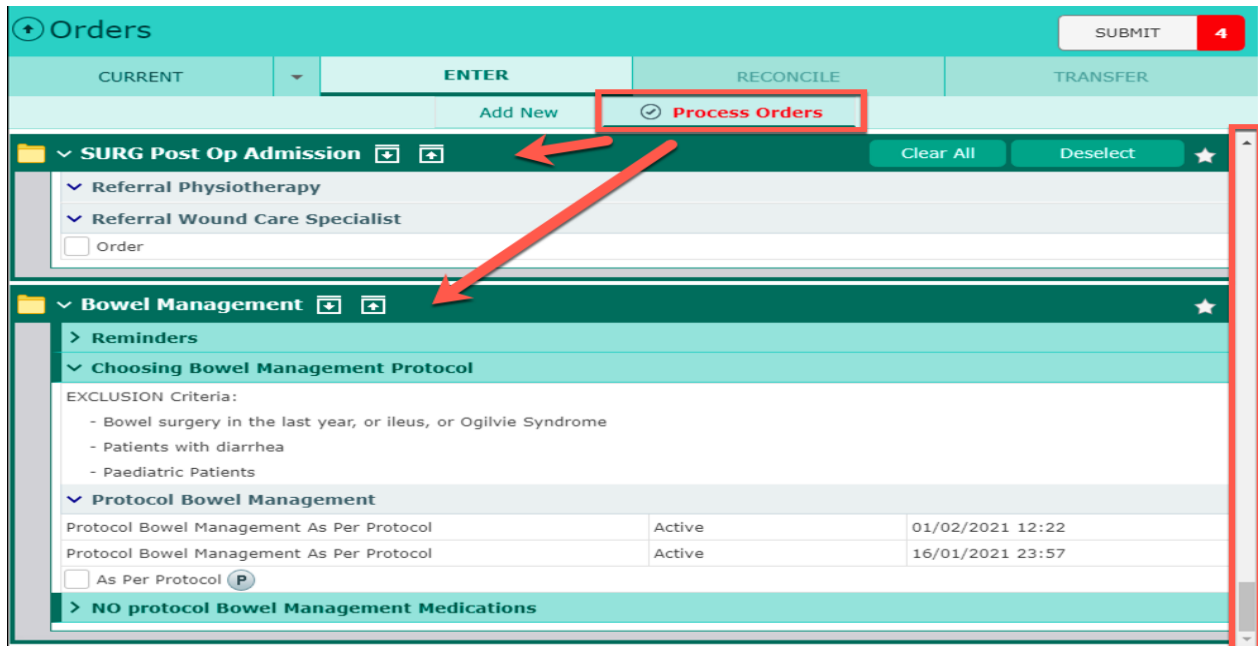 Orders
SUBMIT 4
CURRENT ENTER RECONCILE TRANSFER
Add New Process Orders
SURG Post Op Admission Clear All Deselect
Referral Physiotherapy
Referral Wound Care Specialist
Order
Bowel Management
Reminders
Choosing Bowel Management Protocol
EXCLUSION Criteria:
- Bowel surgery in the last year, or ileus, or Ogilvie Syndrome
- Patients with diarrhea
- Paediatric Patients
Protocol Bowel Management
Protocol Bowel Management As Per Protocol Active 01/02/2021 12:22
Protocol Bowel Management As Per Protocol Active 16/01/2021 23:57
As Per Protocol P
NO protocol Bowel Management Medications